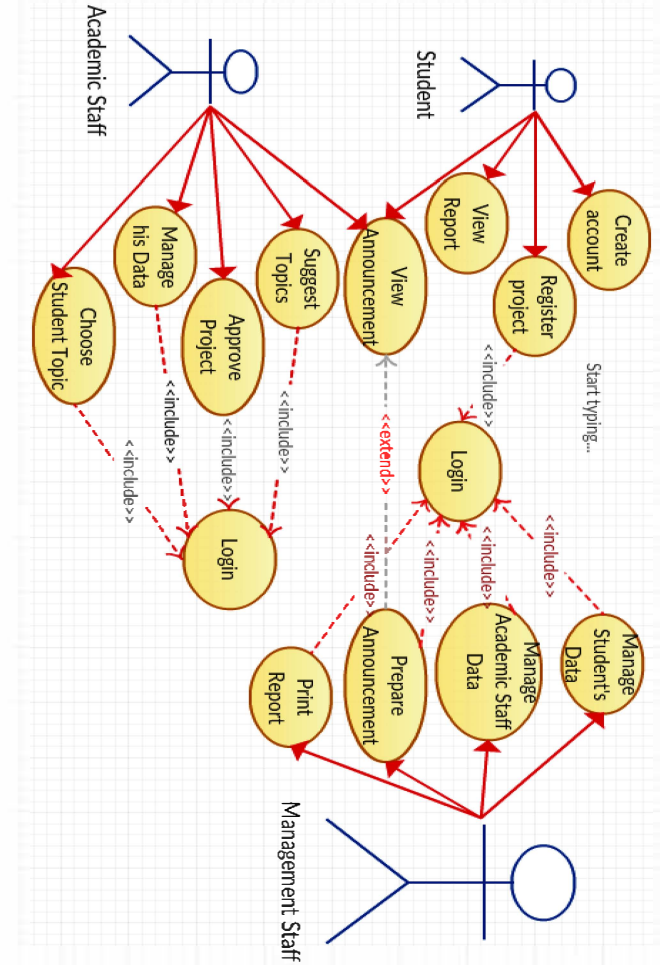 Create
account
Start typing...
Manage
Student's
Data
<<include>>
Register
project
<<include>>
Manage
Academic Staff
Data
<<include>>
View
Report
Login
Student
<<include>>
View
Announcement
<<extend>>
Prepare
Announcement
<<include>>
Suggest
Topics
<<include>>
Print
Report
Management Staff
Approve
Project
<<include>>
Login
Manage
his Data
<<include>>
Academic Staff
Choose
Student Topic
<<include>>